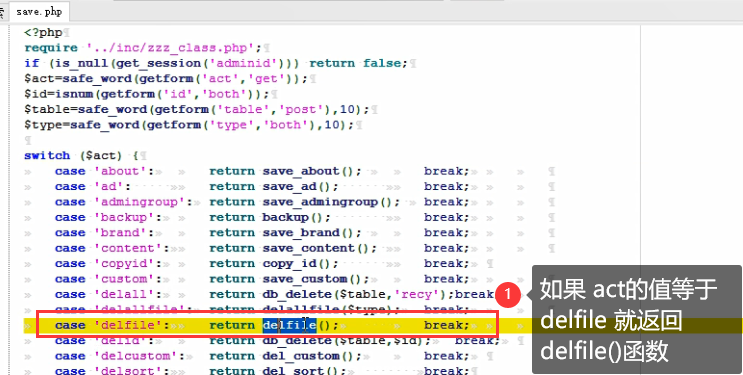 save.php
<?php
require '../inc/zzz_class.php';
if (is_null(get_session('adminid'))) return false;
$act=safe_word(getform('act','get'));
$id=isnum(getform('id','both'));
$table=safe_word(getform('table','post'),10);
$type=safe_word(getform('type','both'),10);
switch ($act) {
case 'about': return save_about(); break;
case 'ad': return save_ad(); break;
case 'admingroup': return save_admingroup(); break;
case 'backup': return backup(); break;
case 'brand': return save_brand(); break;
case 'content': return save_content(); break;
case 'copyid': return copy_id(); break;
case 'custom': return save_custom(); break;
case 'delall': return db_delete($table,'recy');break;
case 'delallfile': return delallfile($type); break;
case 'delfile': return delfile(); break;
case 'delid': return db_delete($table,$id); break;
case 'delcustom': return del_custom(); break;
case 'delsort': return del_sort(); break;
1
如果 act的值等于
delfile 就返回
delfile()函数